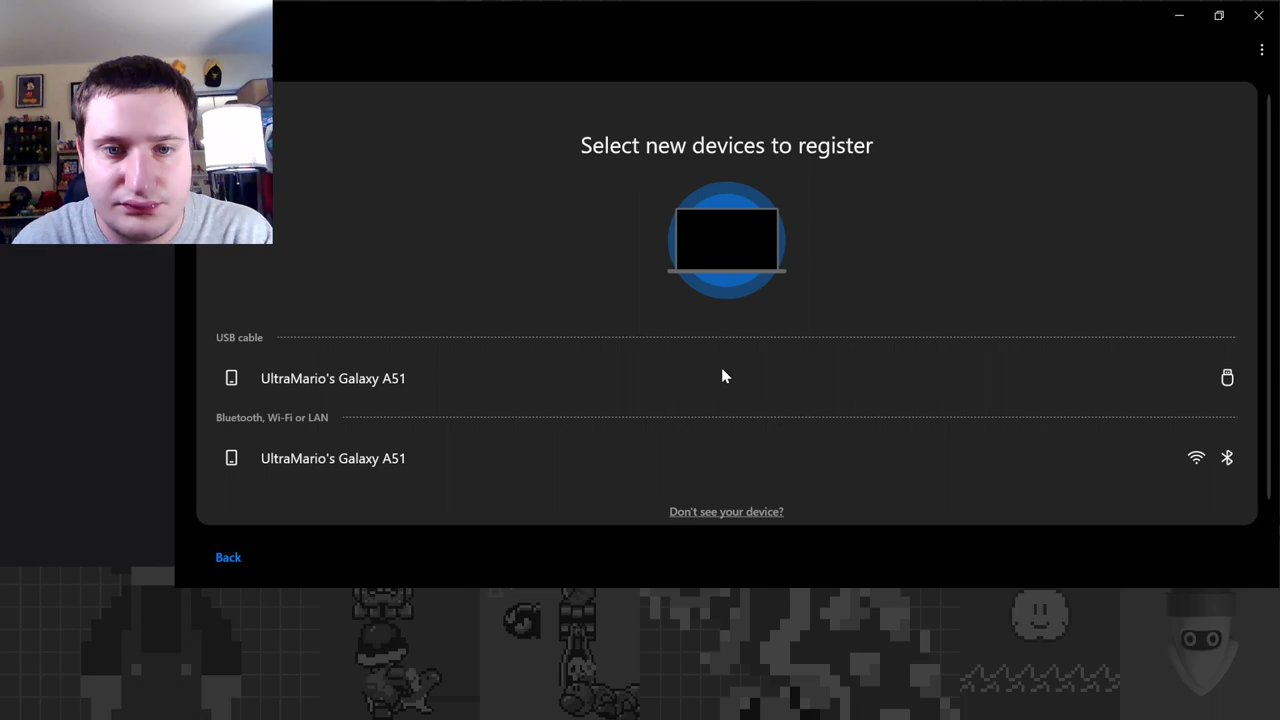 Select new devices to register
USB cable
UltraMario's Galaxy A51
Bluetooth, Wi-Fi or LAN
UltraMario's Galaxy A51
Don't see your device?
Back